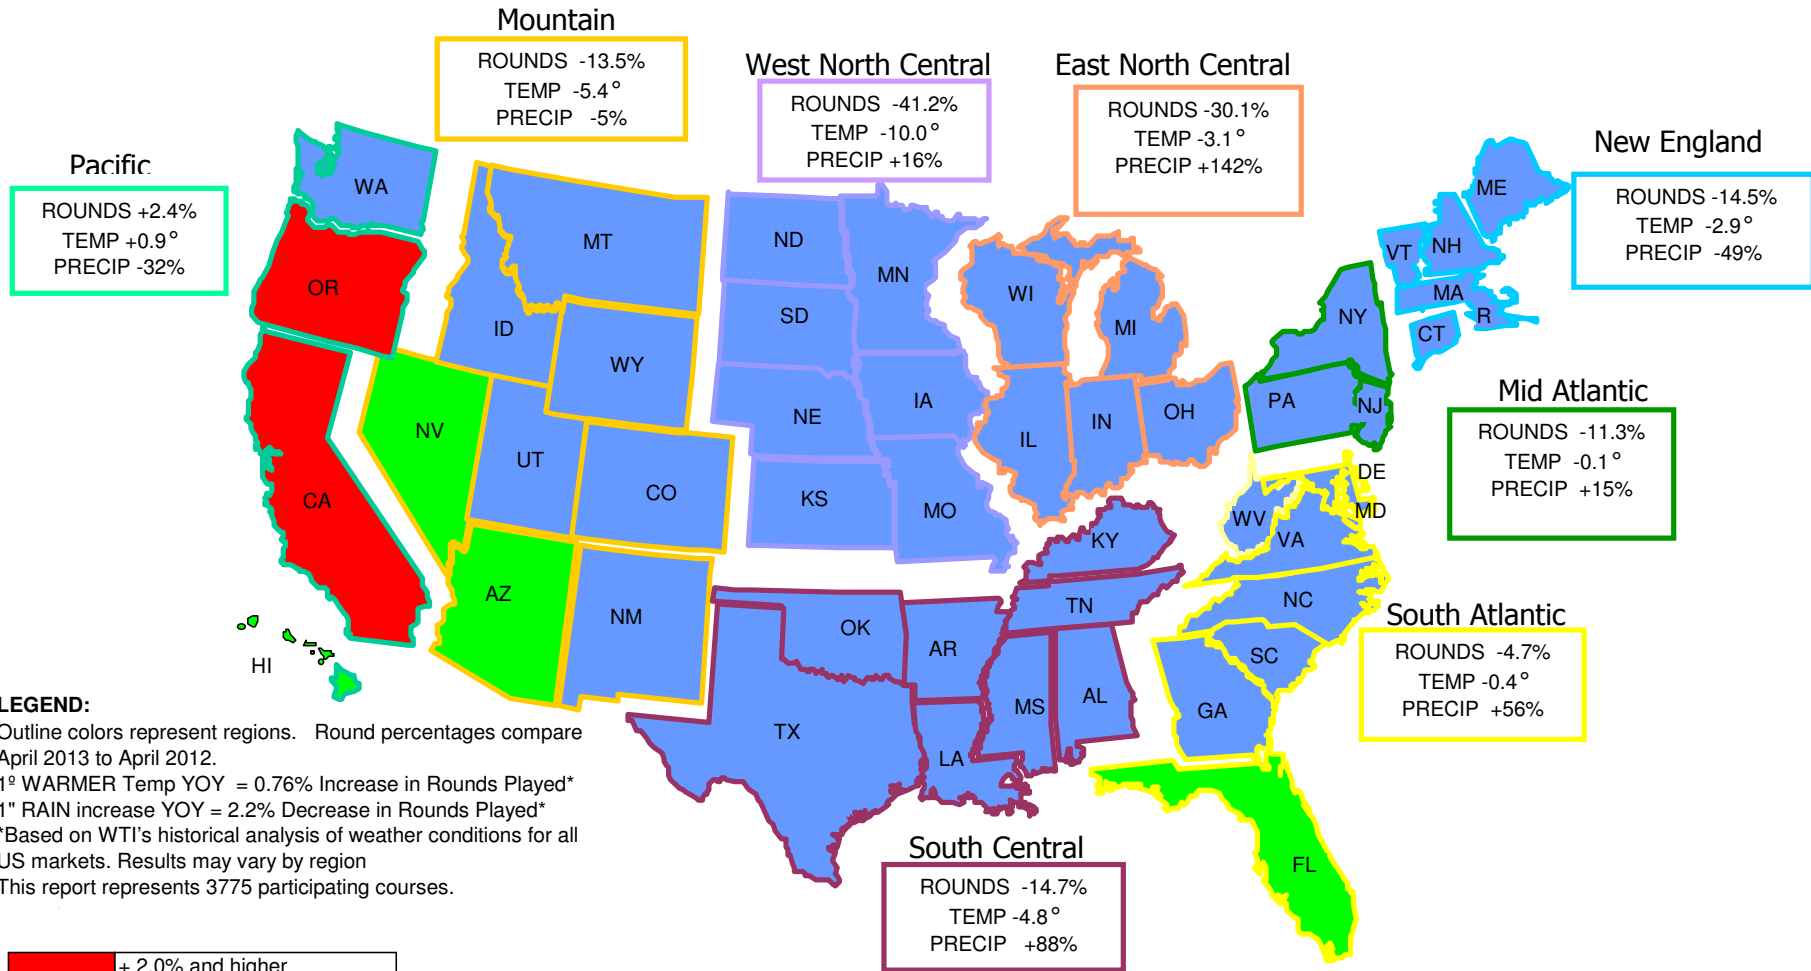 Mountain
ROUNDS -13.5%
TEMP -5.4°
PRECIP -5%
West North Central
ROUNDS -41.2%
TEMP -10.0°
PRECIP +16%
East North Central
ROUNDS -30.1%
TEMP -3.1°
PRECIP +142%
New England
ROUNDS -14.5%
TEMP -2.9°
PRECIP -49%
Pacific
ROUNDS +2.4%
TEMP +0.9°
PRECIP -32%
Mid Atlantic
ROUNDS -11.3%
TEMP -0.1°
PRECIP +15%
South Atlantic
ROUNDS -4.7%
TEMP -0.4°
PRECIP +56%
South Central
ROUNDS -14.7%
TEMP -4.8°
PRECIP +88%
WA
OR
CA
HI
MT
ID
WY
NV
UT
CO
AZ
NM
ND
SD
NE
KS
MN
IA
MO
WI
MI
IL
IN
OH
KY
TN
OK
AR
TX
LA
MS
AL
ME
VT
NH
MA
R
CT
NY
PA
NJ
DE
MD
WV
VA
NC
SC
GA
FL
LEGEND:
Outline colors represent regions. Round percentages compare
April 2013 to April 2012.
1º WARMER Temp YOY = 0.76% Increase in Rounds Played*
1" RAIN increase YOY = 2.2% Decrease in Rounds Played*
*Based on WTI's historical analysis of weather conditions for all
US markets. Results may vary by region
This report represents 3775 participating courses.
+ 2.0% and higher